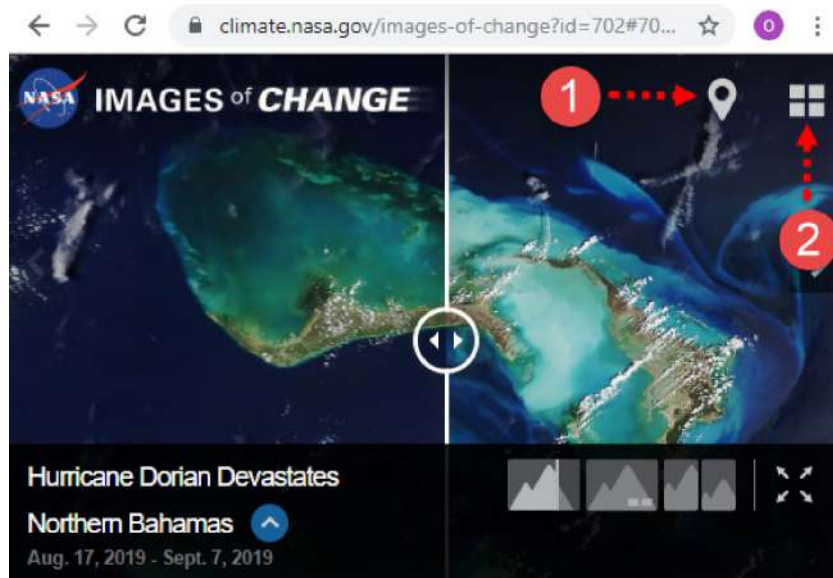 climate.nasa.gov/images-of-change?id=702#70...
O
NASA IMAGES of CHANGE
1
2
Hurricane Dorian Devastates
Northern Bahamas
Aug. 17, 2019 - Sept. 7, 2019